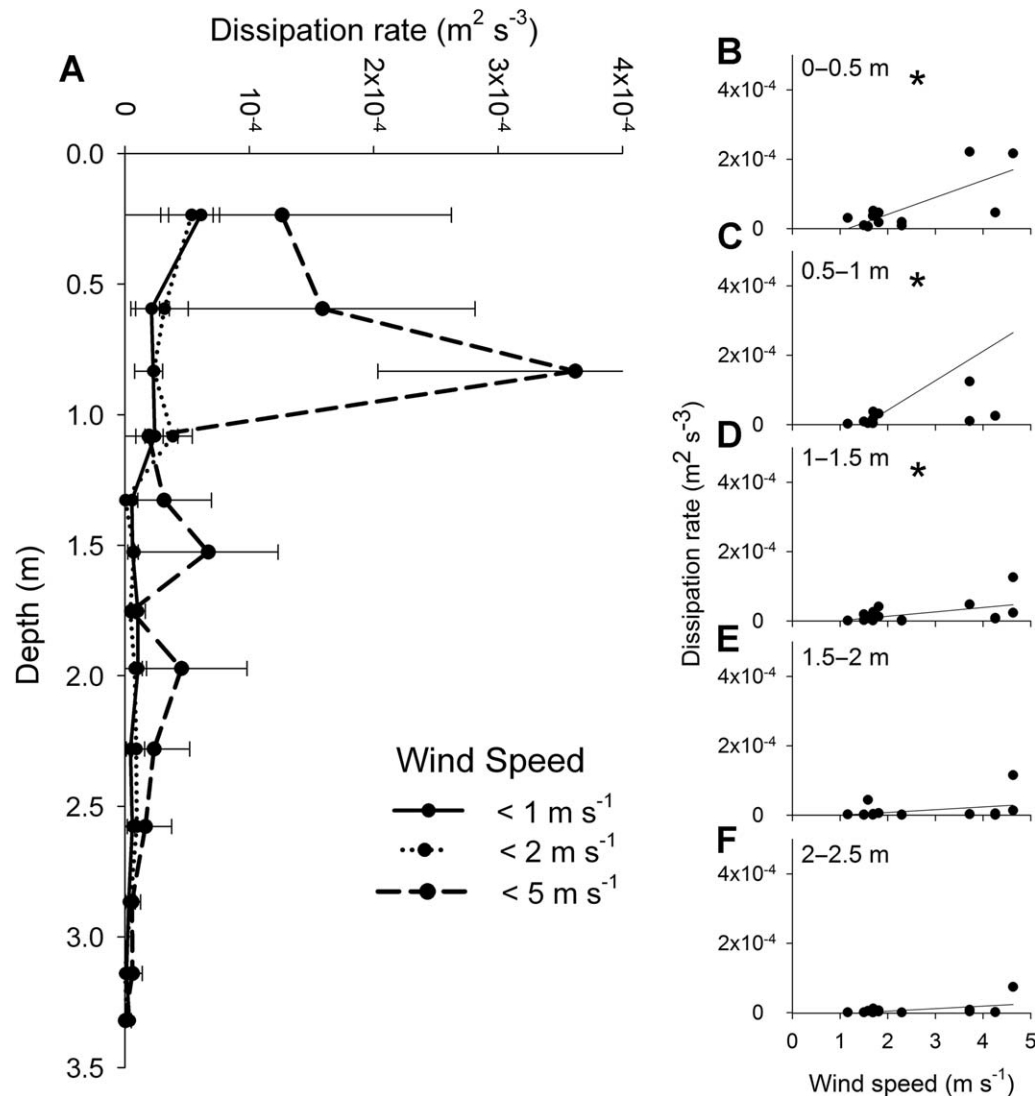 Dissipation rate (m² s⁻³)
A
0
10⁻⁴
2x10⁻⁴
3x10⁻⁴
4x10⁻⁴
0.0
0.5
1.0
1.5
2.0
2.5
3.0
3.5
Depth (m)
Wind Speed
< 1 m s⁻¹
< 2 m s⁻¹
< 5 m s⁻¹
B
0–0.5 m
*
4x10⁻⁴
2x10⁻⁴
0
C
0.5–1 m
*
4x10⁻⁴
2x10⁻⁴
0
D
1–1.5 m
*
4x10⁻⁴
2x10⁻⁴
0
E
1.5–2 m
4x10⁻⁴
2x10⁻⁴
0
F
2–2.5 m
4x10⁻⁴
2x10⁻⁴
0
Dissipation rate (m² s⁻³)
0 1 2 3 4 5
Wind speed (m s⁻¹)